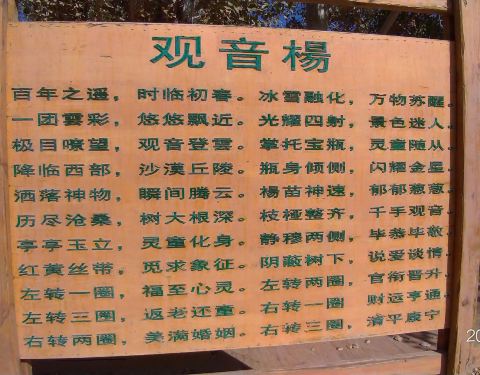 观音楊
百年之遥，时临初春。冰雪融化，万物苏醒。
一团雲彩，悠悠飘近。光耀四射，景色迷人。
极目嘹望，观音登雲。掌托宝瓶，灵童随从。
降临西部，沙漠丘陵。瓶身倾侧，闪耀金星。
洒落神物，瞬间腾云。楊苗神速，郁郁葱葱。
历尽沧桑，树大根深。枝桠整齐，千手观音。
亭亭玉立，灵童化身。静穆两侧，毕恭毕敬。
红黄丝带，觅求象征。阴蔽树下，说爱谈情。
左转一圈，福至心灵。左转两圈，官衔晋升。
左转三圈，返老还童。右转一圈，财运亨通。
右转两圈，美满婚姻。右转三圈，清平康宁
20